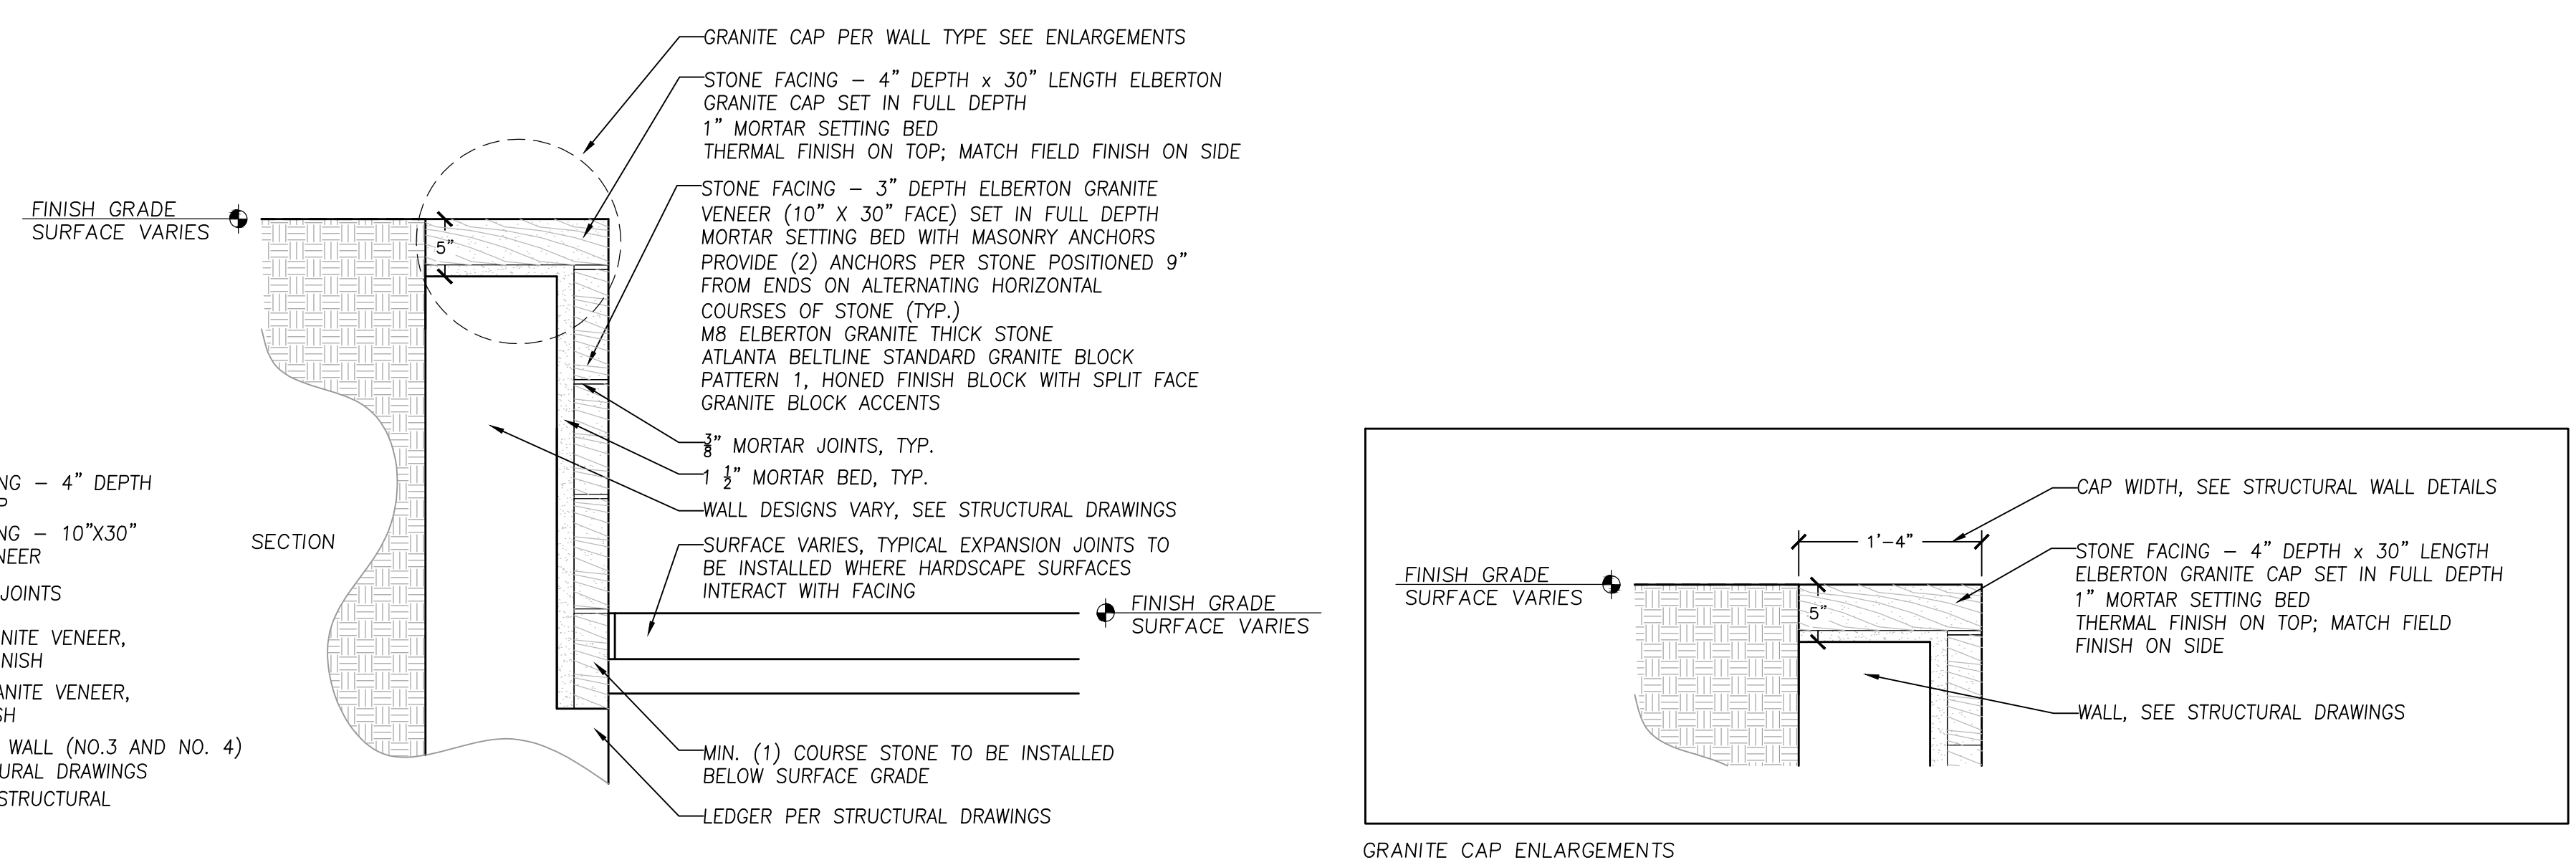 GRANITE CAP PER WALL TYPE SEE ENLARGEMENTS
STONE FACING – 4" DEPTH x 30" LENGTH ELBERTON
GRANITE CAP SET IN FULL DEPTH
1" MORTAR SETTING BED
THERMAL FINISH ON TOP; MATCH FIELD FINISH ON SIDE
STONE FACING – 3" DEPTH ELBERTON GRANITE
VENEER (10" X 30" FACE) SET IN FULL DEPTH
MORTAR SETTING BED WITH MASONRY ANCHORS
PROVIDE (2) ANCHORS PER STONE POSITIONED 9"
FROM ENDS ON ALTERNATING HORIZONTAL
COURSES OF STONE (TYP.)
M8 ELBERTON GRANITE THICK STONE
ATLANTA BELTLINE STANDARD GRANITE BLOCK
PATTERN 1, HONED FINISH BLOCK WITH SPLIT FACE
GRANITE BLOCK ACCENTS
3/8" MORTAR JOINTS, TYP.
1 1/2" MORTAR BED, TYP.
WALL DESIGNS VARY, SEE STRUCTURAL DRAWINGS
SURFACE VARIES, TYPICAL EXPANSION JOINTS TO
BE INSTALLED WHERE HARDSCAPE SURFACES
INTERACT WITH FACING
FINISH GRADE
SURFACE VARIES
MIN. (1) COURSE STONE TO BE INSTALLED
BELOW SURFACE GRADE
LEDGER PER STRUCTURAL DRAWINGS
FINISH GRADE
SURFACE VARIES
5"
SECTION
NG – 4" DEPTH
P
NG – 10"X30"
NEER
JOINTS
NITE VENEER,
NISH
ANITE VENEER,
SH
WALL (NO.3 AND NO. 4)
TURAL DRAWINGS
STRUCTURAL
CAP WIDTH, SEE STRUCTURAL WALL DETAILS
1'–4"
STONE FACING – 4" DEPTH x 30" LENGTH
ELBERTON GRANITE CAP SET IN FULL DEPTH
1" MORTAR SETTING BED
THERMAL FINISH ON TOP; MATCH FIELD
FINISH ON SIDE
FINISH GRADE
SURFACE VARIES
5"
WALL, SEE STRUCTURAL DRAWINGS
GRANITE CAP ENLARGEMENTS